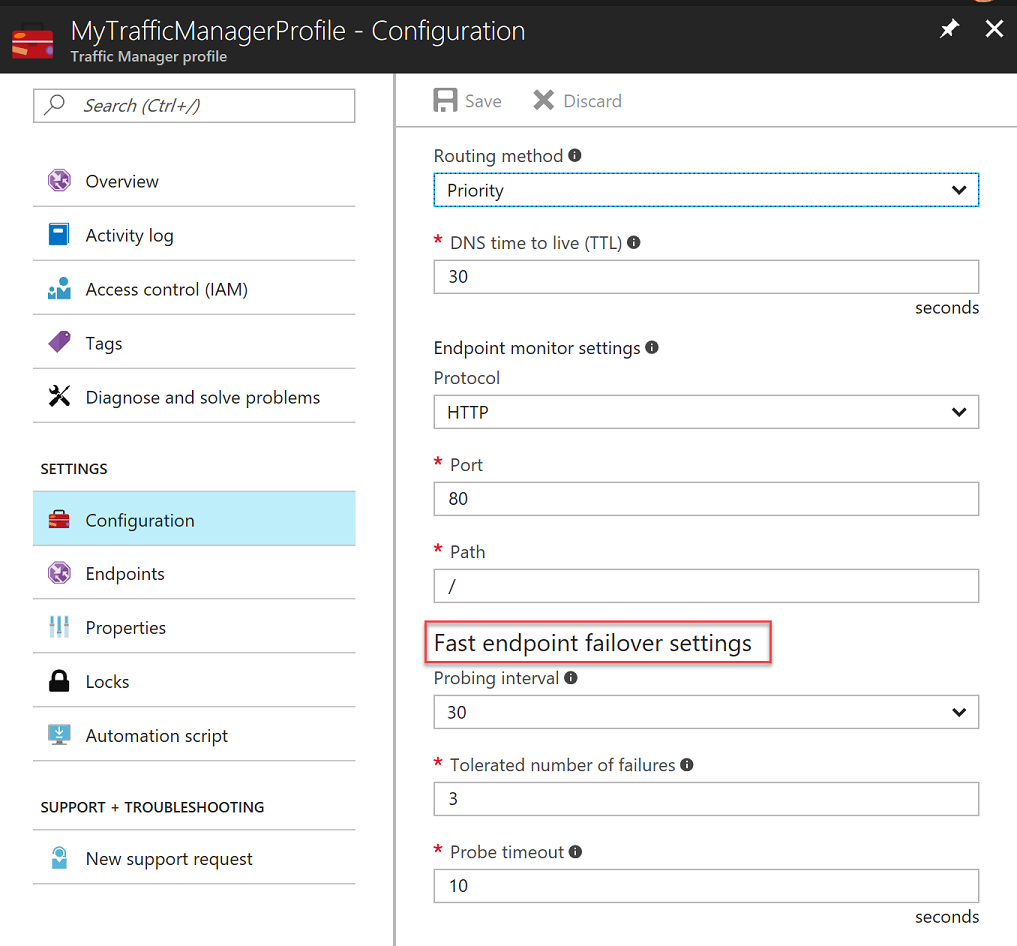 MyTrafficManagerProfile - Configuration
Traffic Manager profile
Search (Ctrl+/)
Overview
Activity log
Access control (IAM)
Tags
Diagnose and solve problems
SETTINGS
Configuration
Endpoints
Properties
Locks
Automation script
SUPPORT + TROUBLESHOOTING
New support request
Save Discard
Routing method
Priority
* DNS time to live (TTL)
30
seconds
Endpoint monitor settings
Protocol
HTTP
* Port
80
* Path
/
Fast endpoint failover settings
Probing interval
30
* Tolerated number of failures
3
* Probe timeout
10
seconds